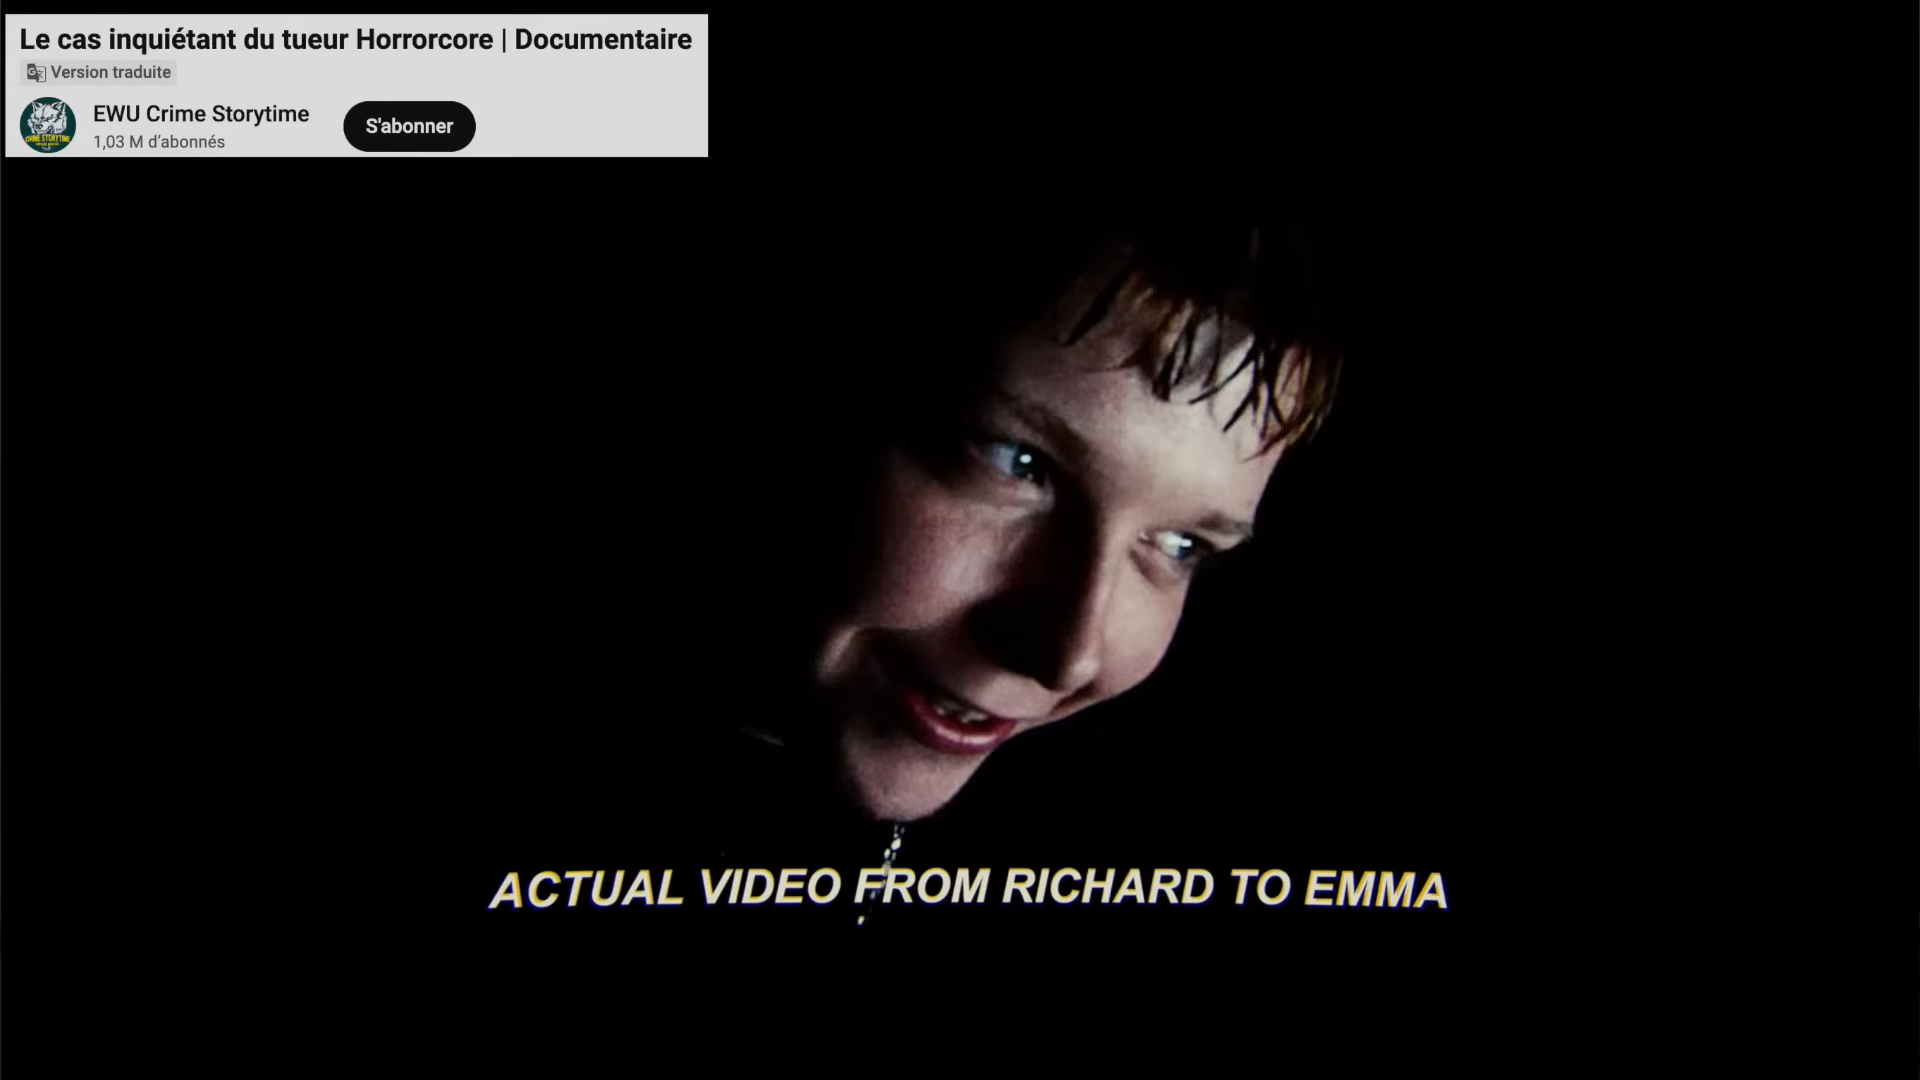 Le cas inquiétant du tueur Horrorcore | Documentaire
Version traduite
EWU Crime Storytime
S'abonner
1,03 M d’abonnés
ACTUAL VIDEO FROM RICHARD TO EMMA